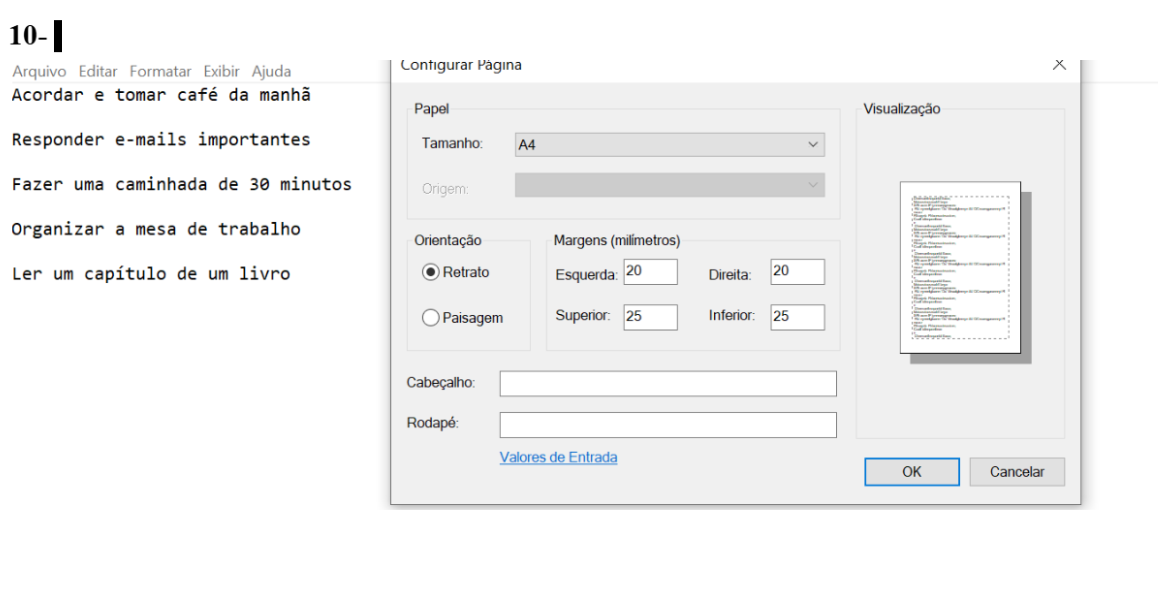 10-
Arquivo Editar Formatar Exibir Ajuda
Acordar e tomar café da manhã
Responder e-mails importantes
Fazer uma caminhada de 30 minutos
Organizar a mesa de trabalho
Ler um capítulo de um livro
Configurar Página
Papel
Tamanho: A4
Origem:
Orientação
Retrato
Paisagem
Margens (milímetros)
Esquerda: 20 Direita: 20
Superior: 25 Inferior: 25
Cabeçalho:
Rodapé:
Valores de Entrada
Visualização
OK Cancelar